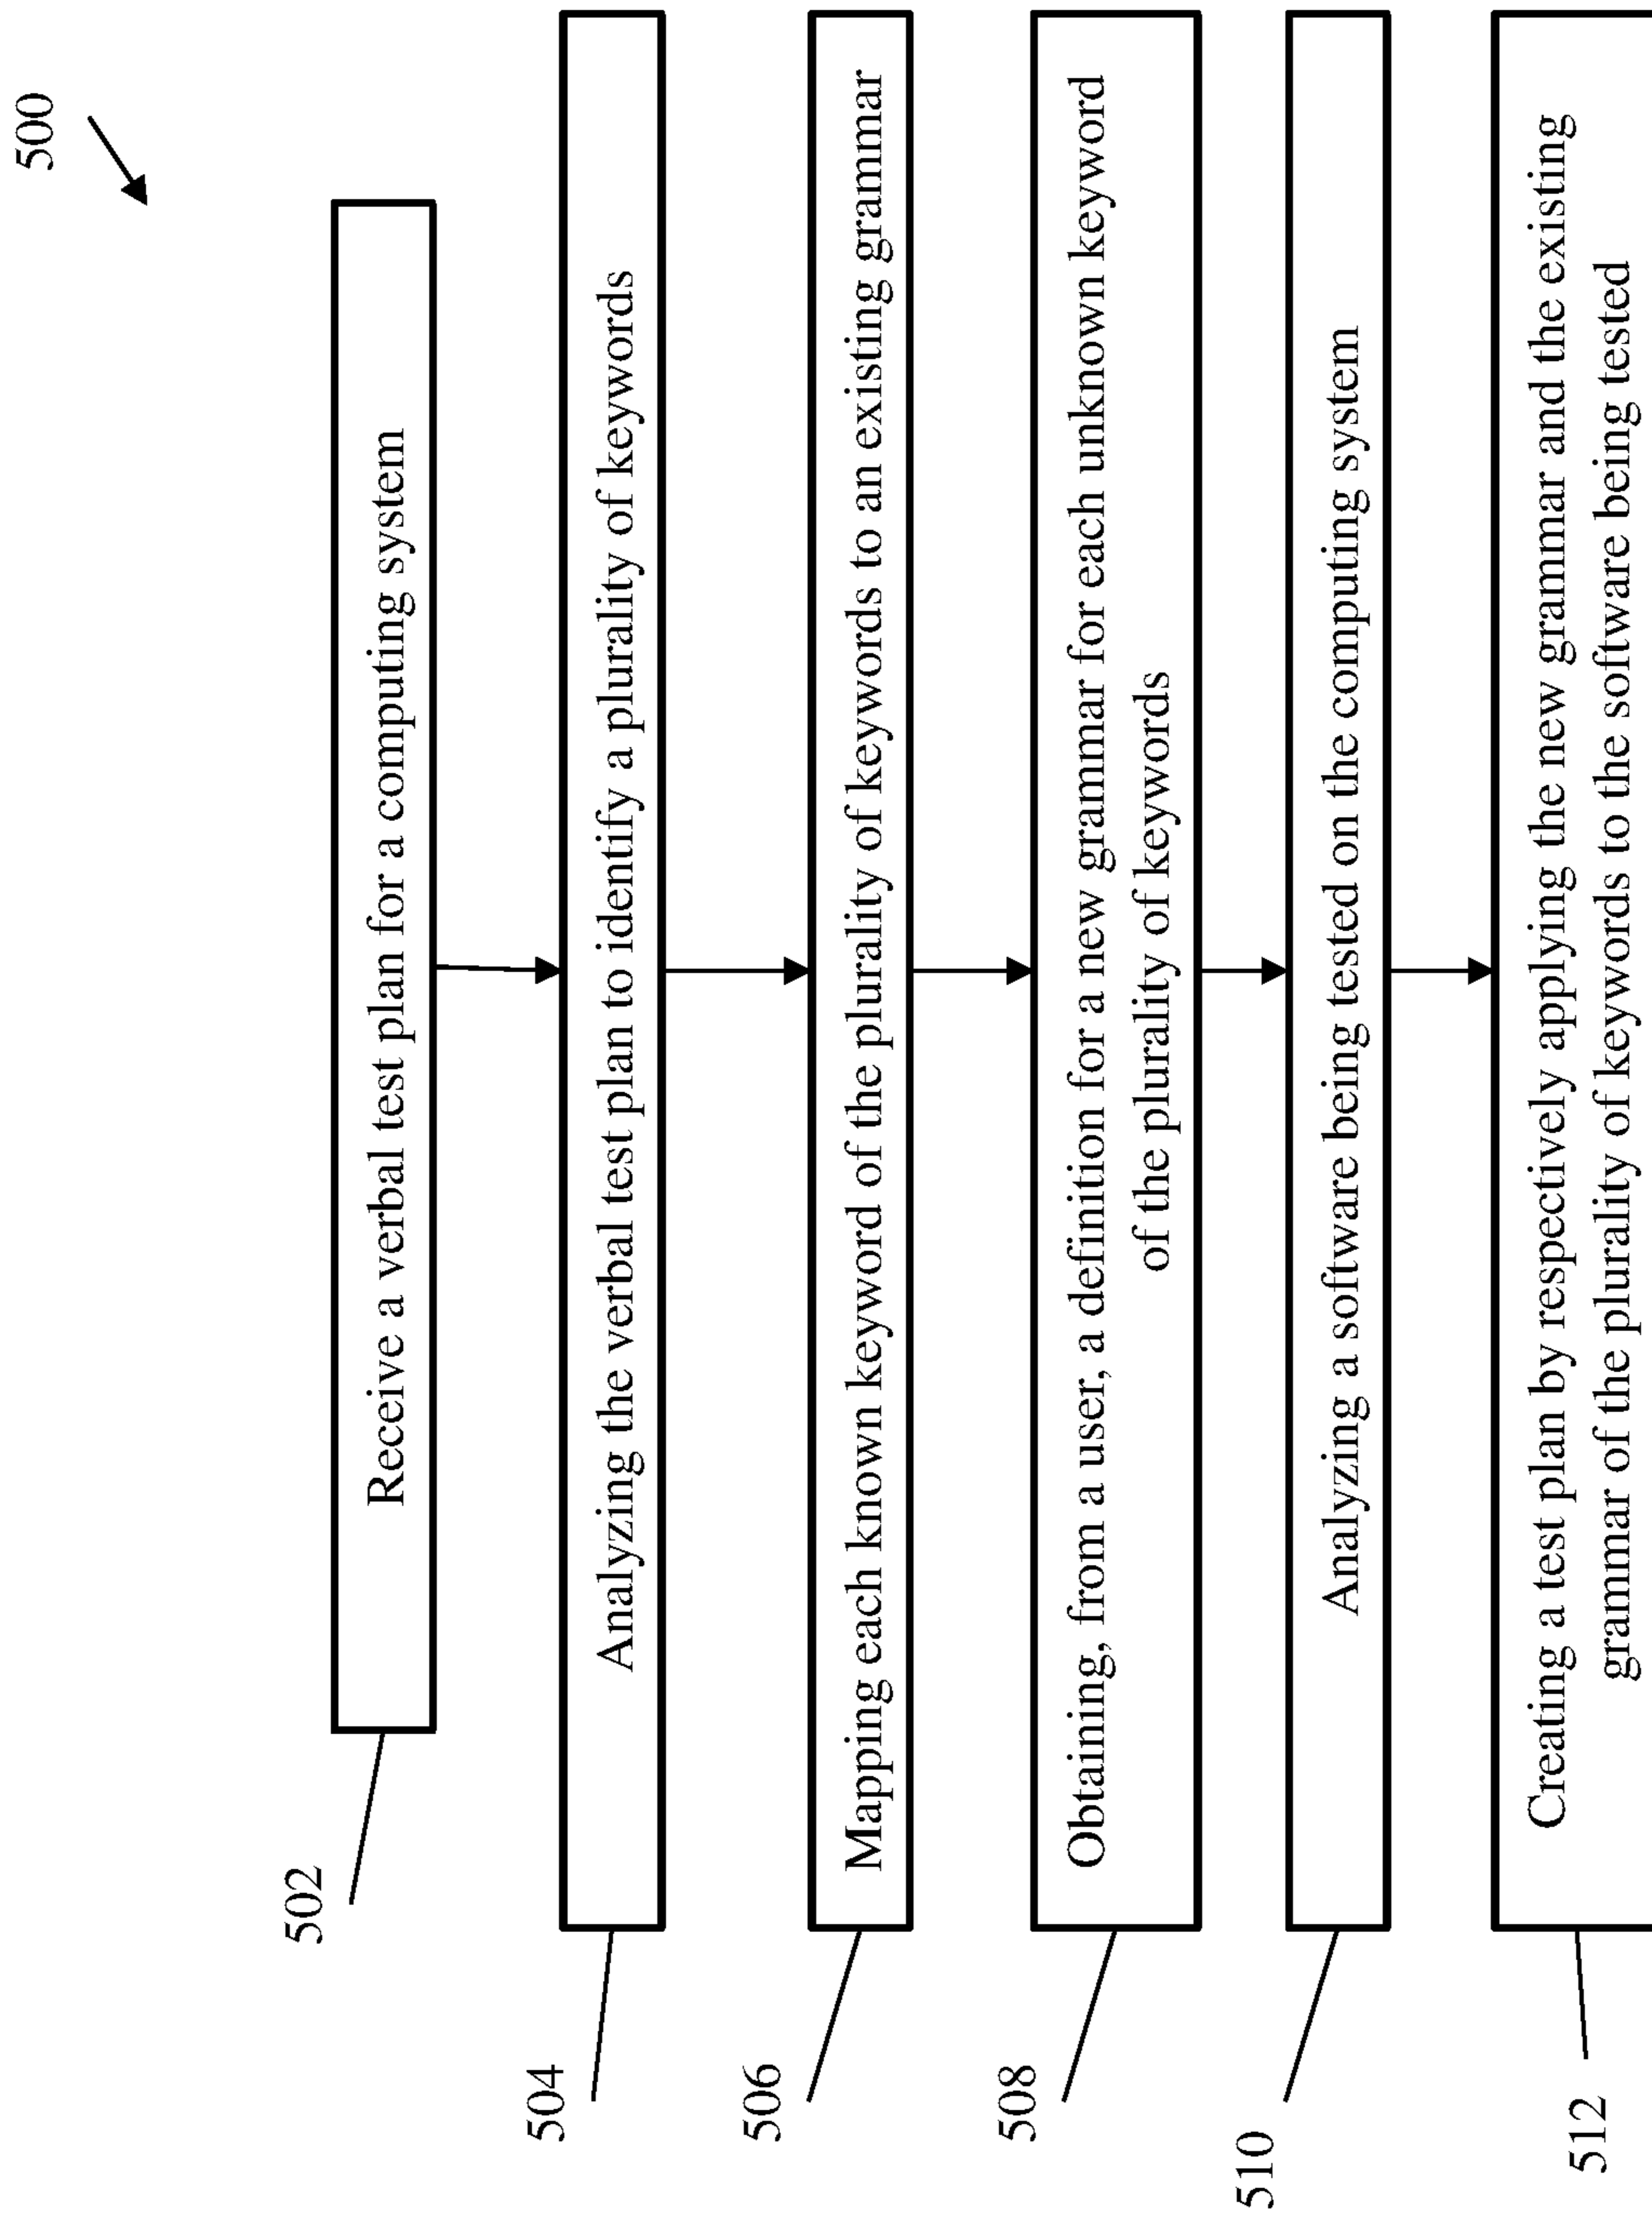 500
502
Receive a verbal test plan for a computing system
504
Analyzing the verbal test plan to identify a plurality of keywords
506
Mapping each known keyword of the plurality of keywords to an existing grammar
508
Obtaining, from a user, a definition for a new grammar for each unknown keyword
of the plurality of keywords
510
Analyzing a software being tested on the computing system
512
Creating a test plan by respectively applying the new grammar and the existing
grammar of the plurality of keywords to the software being tested